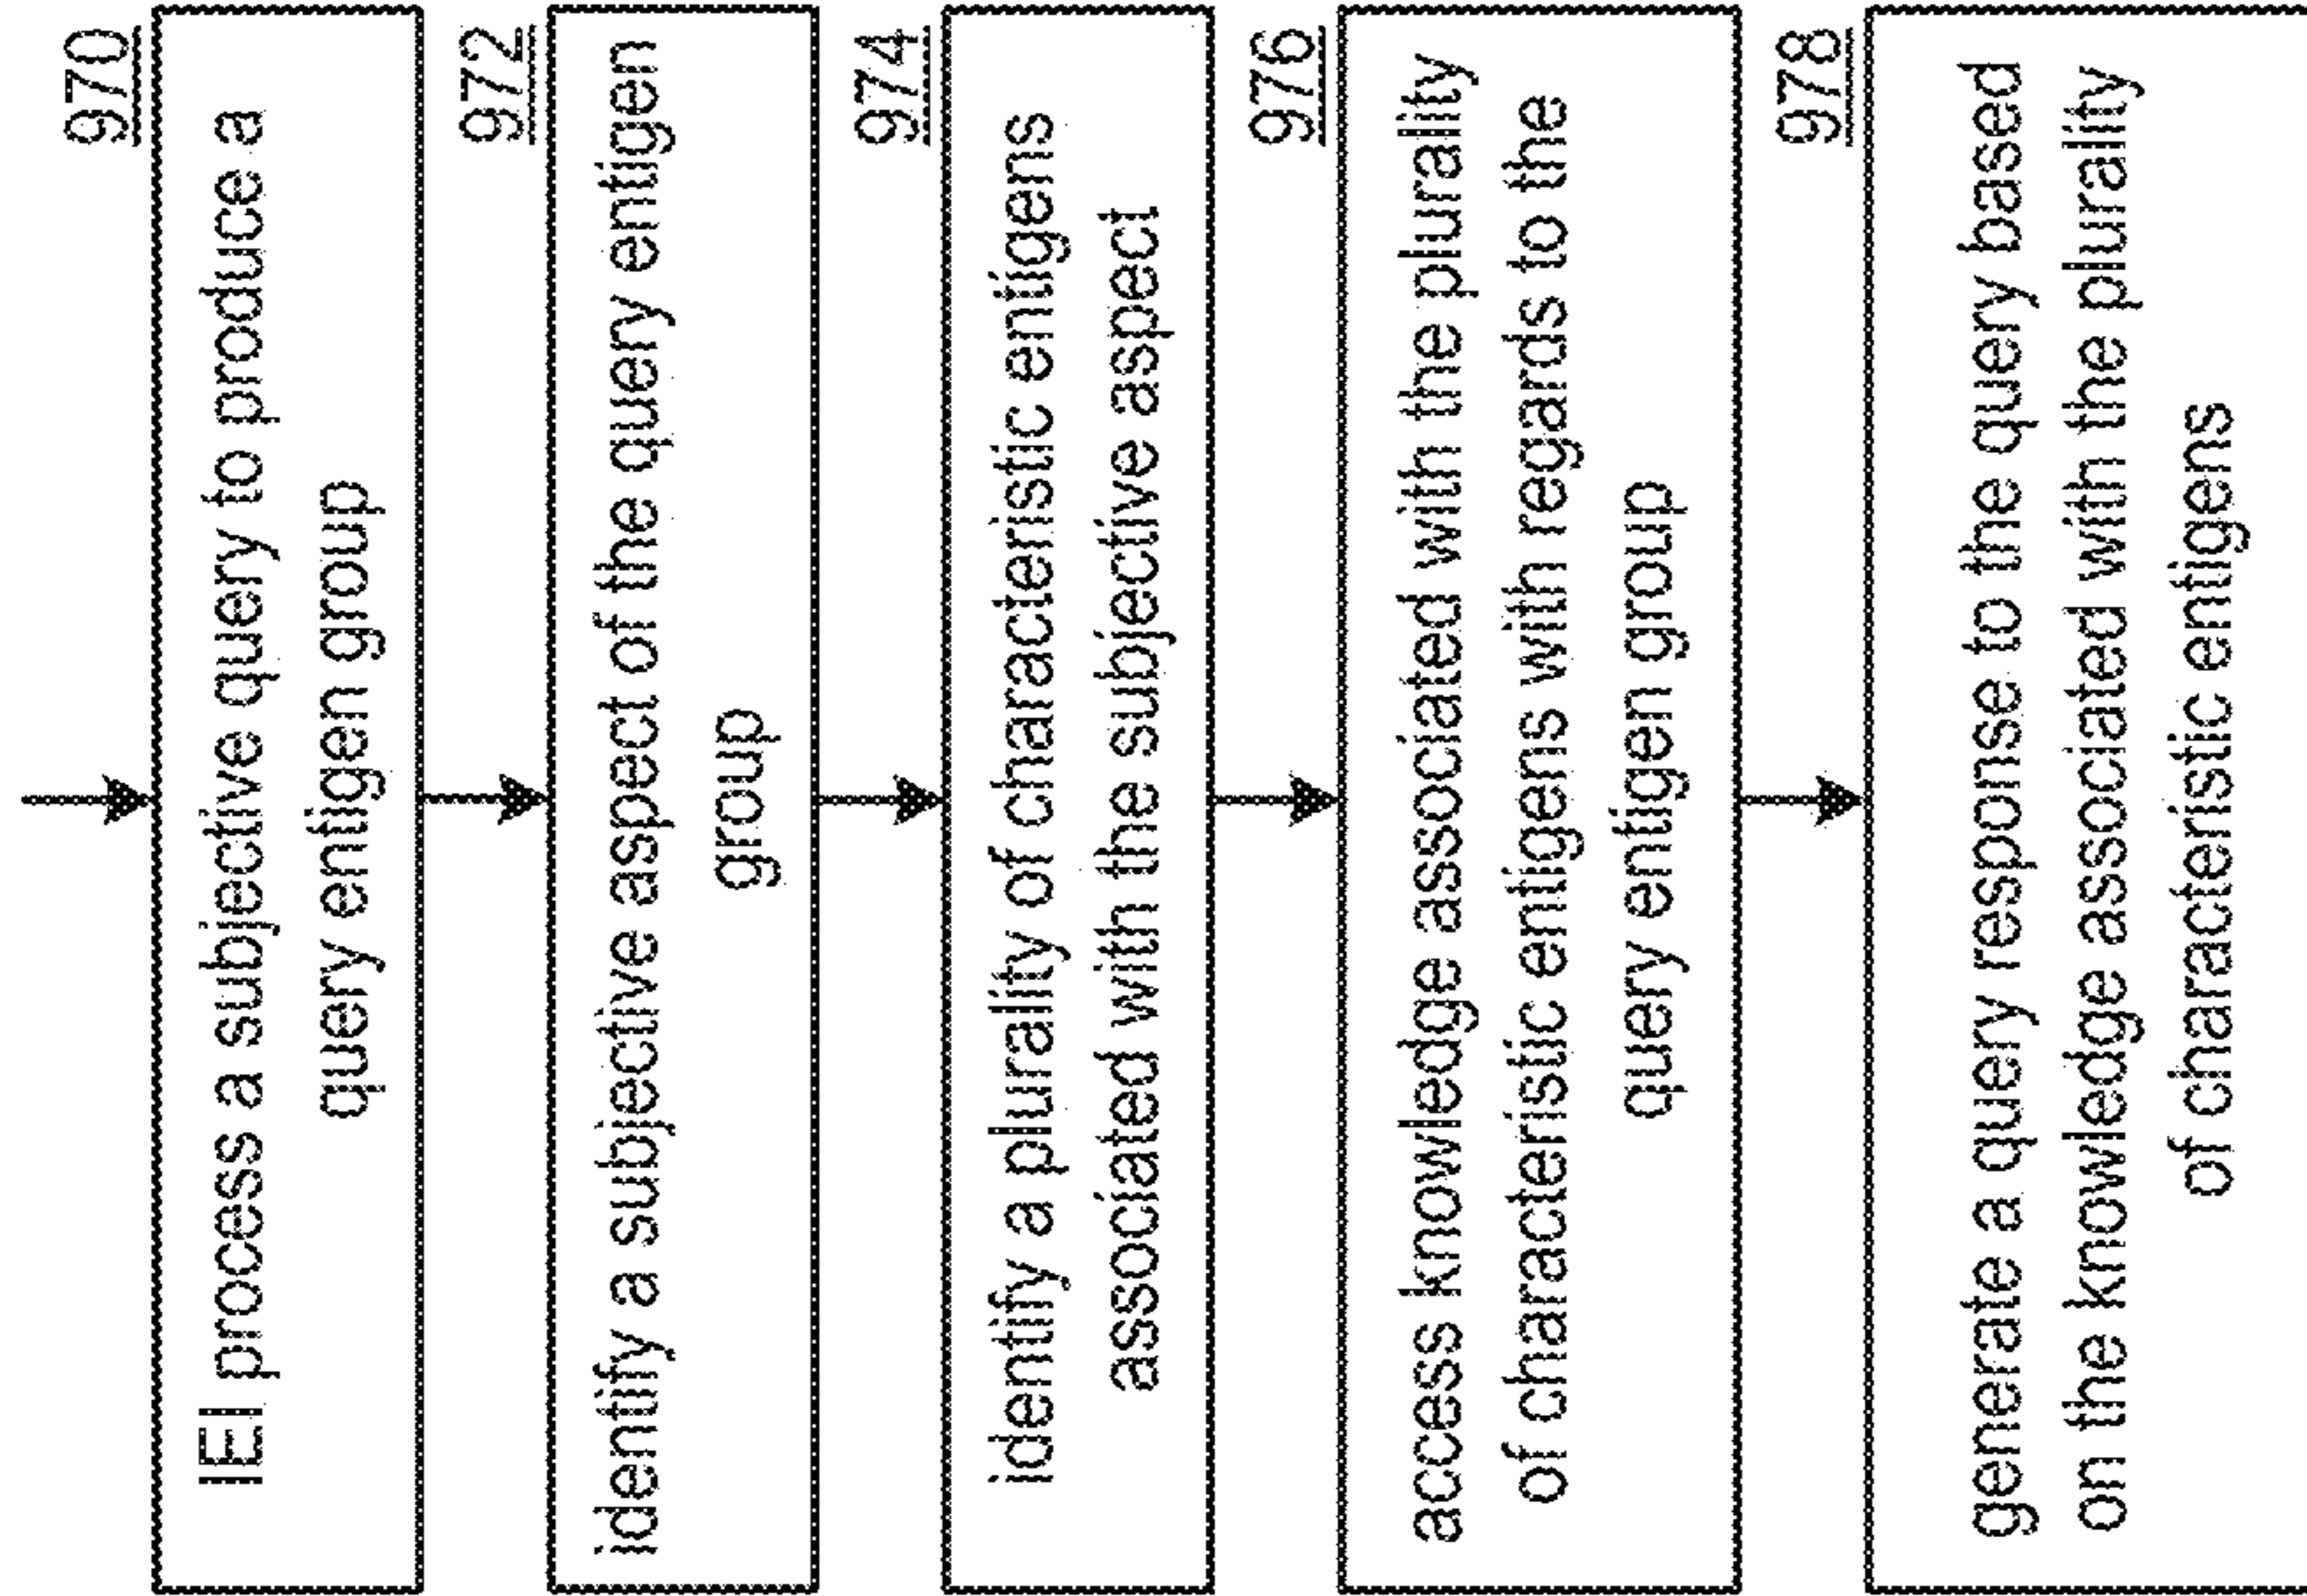 970
IEI process a subjective query to produce a
query entigen group
972
identify a subjective aspect of the query entigen
group
974
identify a plurality of characteristic entigens
associated with the subjective aspect
976
access knowledge associated with the plurality
of characteristic entigens with regards to the
query entigen group
978
generate a query response to the query based
on the knowledge associated with the plurality
of characteristic entigens